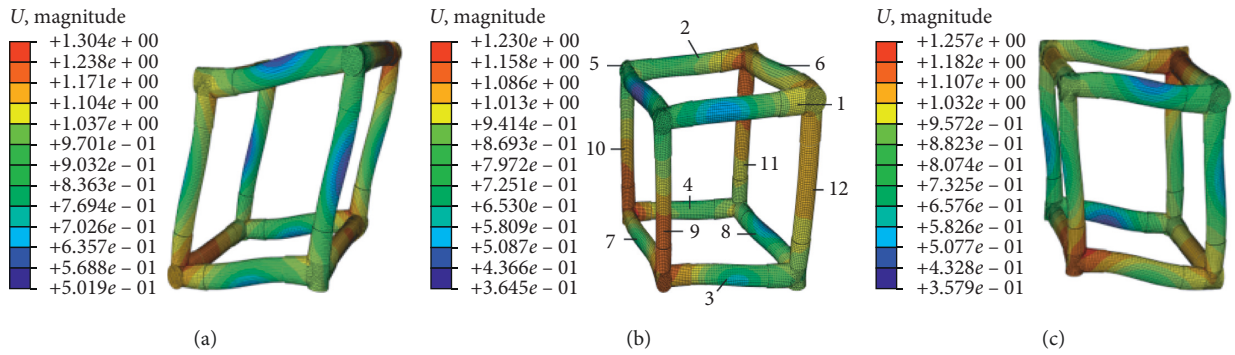 U, magnitude
+1.304e + 00
+1.238e + 00
+1.171e + 00
+1.104e + 00
+1.037e + 00
+9.701e – 01
+9.032e – 01
+8.363e – 01
+7.694e – 01
+7.026e – 01
+6.357e – 01
+5.688e – 01
+5.019e – 01
(a)
U, magnitude
+1.230e + 00
+1.158e + 00
+1.086e + 00
+1.013e + 00
+9.414e – 01
+8.693e – 01
+7.972e – 01
+7.251e – 01
+6.530e – 01
+5.809e – 01
+5.087e – 01
+4.366e – 01
+3.645e – 01
2
5
6
1
10
11
4
12
7
9
8
3
(b)
U, magnitude
+1.257e + 00
+1.182e + 00
+1.107e + 00
+1.032e + 00
+9.572e – 01
+8.823e – 01
+8.074e – 01
+7.325e – 01
+6.576e – 01
+5.826e – 01
+5.077e – 01
+4.328e – 01
+3.579e – 01
(c)